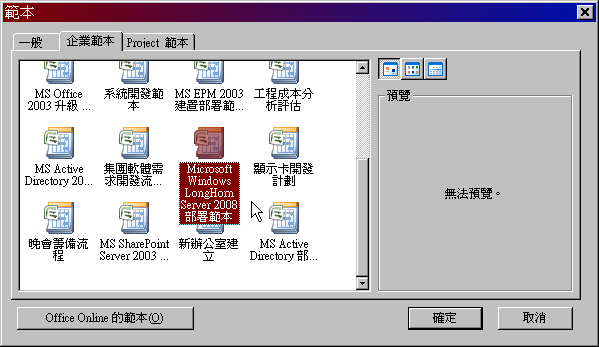 範本
一般
企業範本
Project 範本
MS Office
2003 升級 ...
系統開發範
本
MS EPM 2003
建置部署範...
工程成本分
析評估
MS Active
Directory 20...
集團軟體需
求開發流...
Microsoft
Windows
LongHorn
Server 2008
部署範本
顯示卡開發
計劃
晚會籌備流
程
MS SharePoint
Server 2003 ...
新辦公室建
立
MS Active
Directory 部...
預覽
無法預覽。
Office Online 的範本(O)
確定
取消